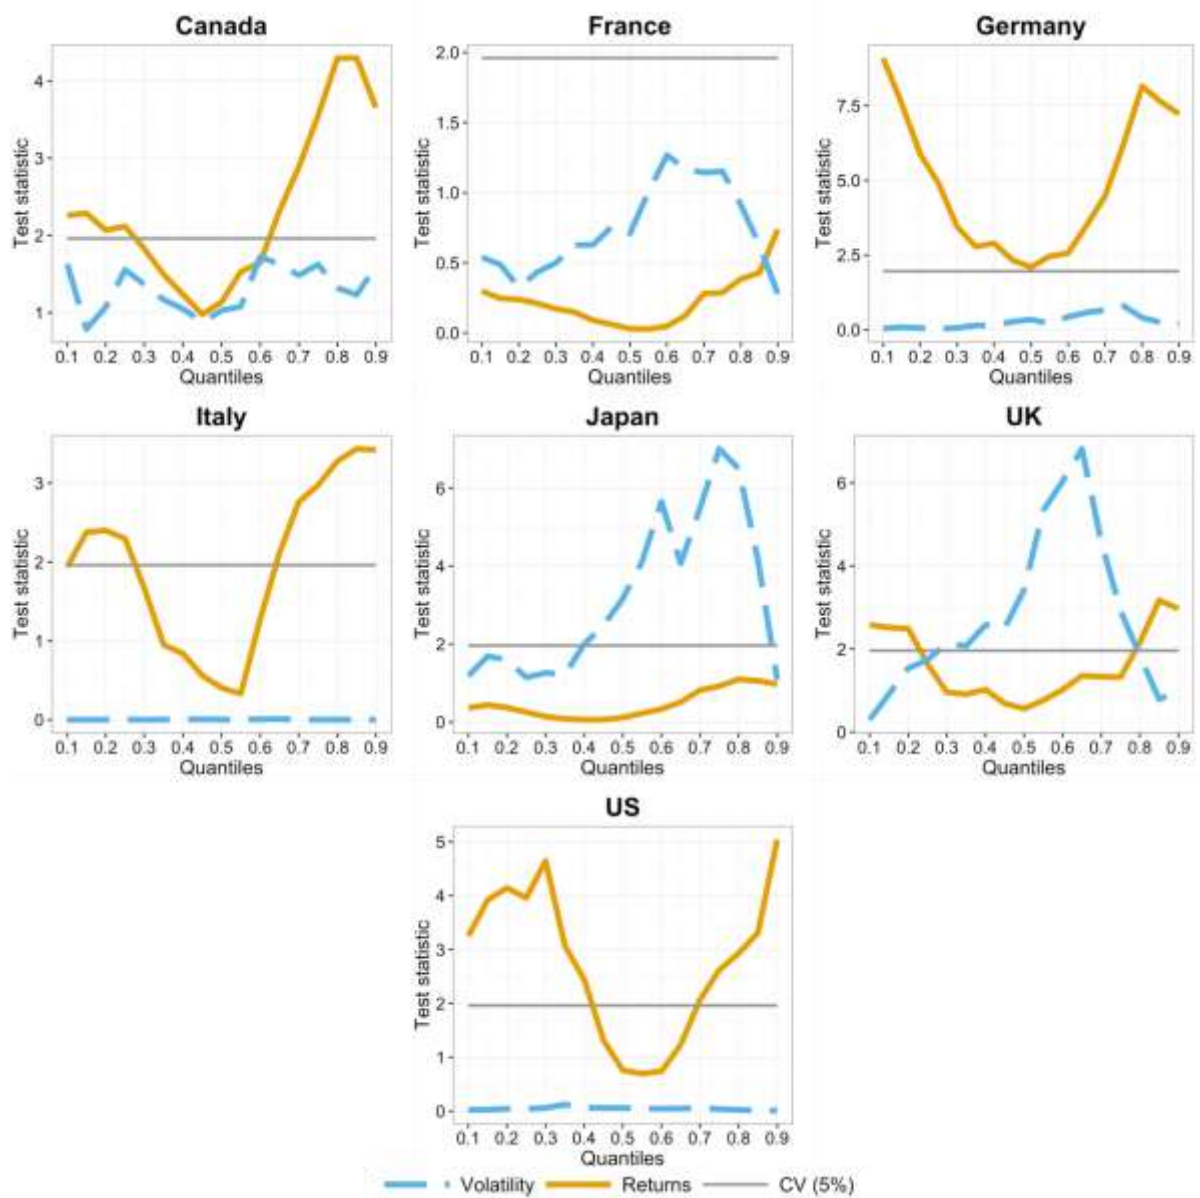 Canada
France
Germany
Test statistic
4
3
2
1
0.1 0.2 0.3 0.4 0.5 0.6 0.7 0.8 0.9
Quantiles
Test statistic
2.0
1.5
1.0
0.5
0.0
0.1 0.2 0.3 0.4 0.5 0.6 0.7 0.8 0.9
Quantiles
Test statistic
7.5
5.0
2.5
0.0
0.1 0.2 0.3 0.4 0.5 0.6 0.7 0.8 0.9
Quantiles
Italy
Japan
UK
Test statistic
3
2
1
0
0.1 0.2 0.3 0.4 0.5 0.6 0.7 0.8 0.9
Quantiles
Test statistic
6
4
2
0
0.1 0.2 0.3 0.4 0.5 0.6 0.7 0.8 0.9
Quantiles
Test statistic
6
4
2
0
0.1 0.2 0.3 0.4 0.5 0.6 0.7 0.8 0.9
Quantiles
US
Test statistic
5
4
3
2
1
0
0.1 0.2 0.3 0.4 0.5 0.6 0.7 0.8 0.9
Quantiles
Volatility Returns CV (5%)